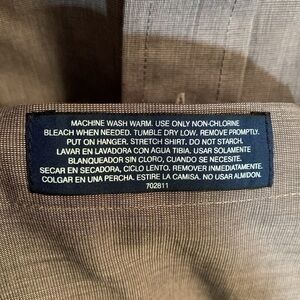 MACHINE WASH WARM. USE ONLY NON-CHLORINE
BLEACH WHEN NEEDED. TUMBLE DRY LOW. REMOVE PROMPTLY.
PUT ON HANGER. STRETCH SHIRT. DO NOT STARCH.
LAVAR EN LAVADORA CON AGUA TIBIA. USAR SOLAMENTE
BLANQUEADOR SIN CLORO, CUANDO SE NECESITE.
SECAR EN SECADORA, CICLO LENTO. REMOVER INMEDIATAMENTE.
COLGAR EN UNA PERCHA. ESTIRE LA CAMISA. NO USAR ALMIDON.
702811